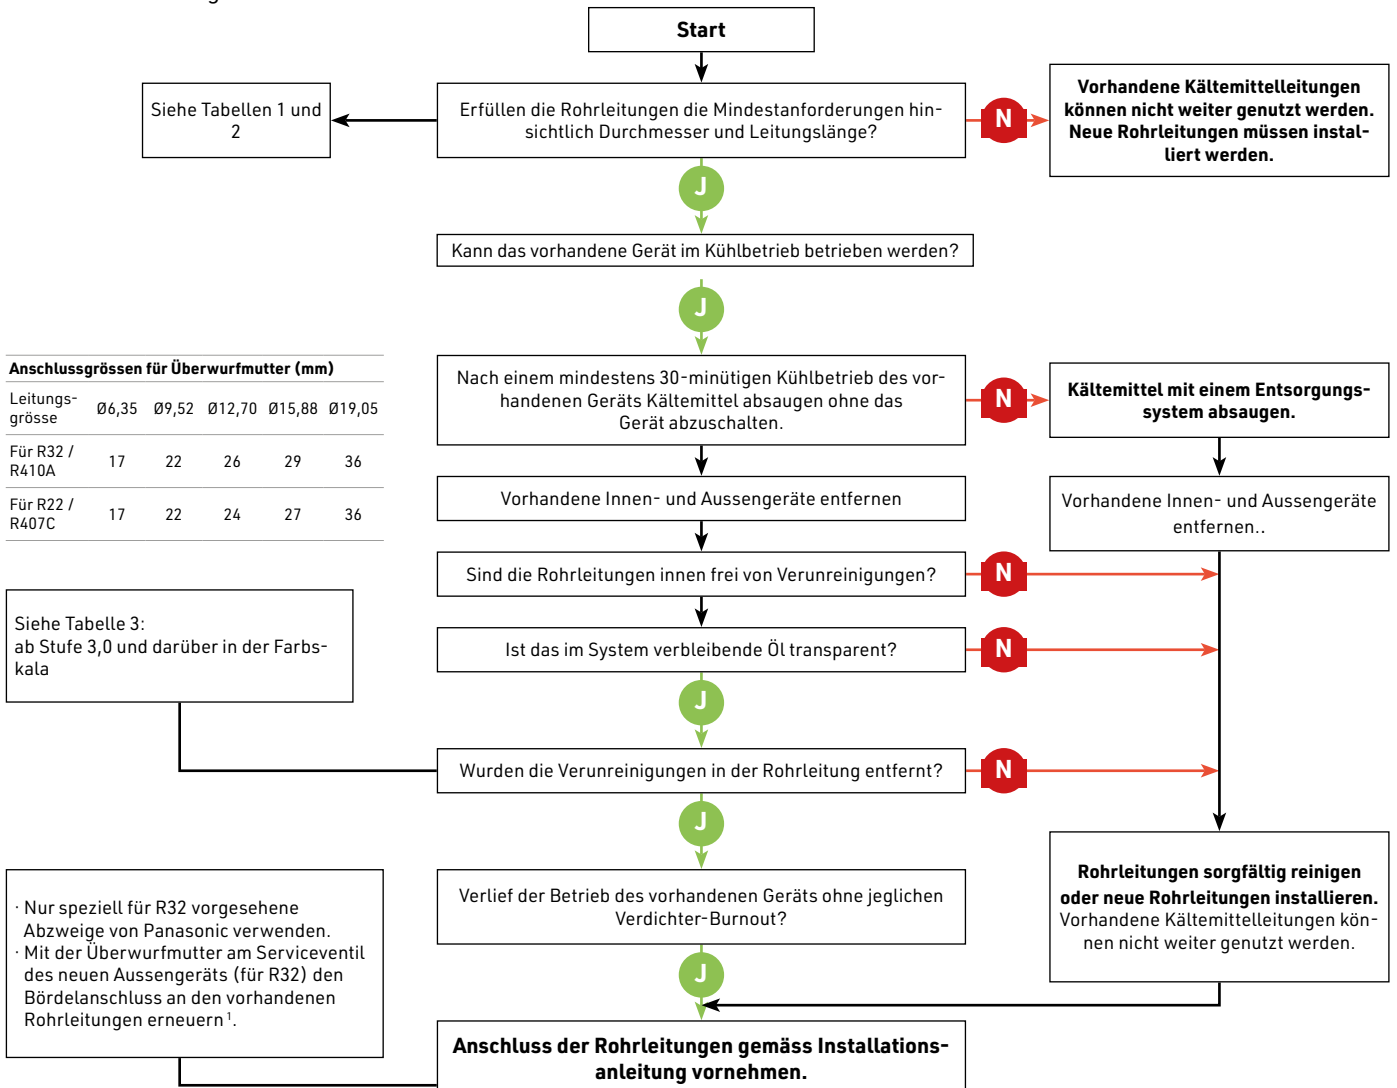 Start
Siehe Tabellen 1 und
2
Erfüllen die Rohrleitungen die Mindestanforderungen hin-
sichtlich Durchmesser und Leitungslänge?
N
Vorhandene Kältemittelleitungen
können nicht weiter genutzt werden.
Neue Rohrleitungen müssen instal-
liert werden.
J
Kann das vorhandene Gerät im Kühlbetrieb betrieben werden?
J
Anschlussgrössen für Überwurfmutter (mm)
Leitungs-
grösse Ø6,35 Ø9,52 Ø12,70 Ø15,88 Ø19,05
Für R32 /
R410A 17 22 26 29 36
Für R22 /
R407C 17 22 24 27 36
Nach einem mindestens 30-minütigen Kühlbetrieb des vor-
handenen Geräts Kältemittel absaugen ohne das
Gerät abzuschalten.
N
Kältemittel mit einem Entsorgungs-
system absaugen.
Vorhandene Innen- und Aussengeräte entfernen
Vorhandene Innen- und Aussengeräte
entfernen..
Sind die Rohrleitungen innen frei von Verunreinigungen?
N
Siehe Tabelle 3:
ab Stufe 3,0 und darüber in der Farbs-
kala
Ist das im System verbleibende Öl transparent?
N
J
Wurden die Verunreinigungen in der Rohrleitung entfernt?
N
J
Verlief der Betrieb des vorhandenen Geräts ohne jeglichen
Verdichter-Burnout?
Rohrleitungen sorgfältig reinigen
oder neue Rohrleitungen installieren.
Vorhandene Kältemittelleitungen kön-
nen nicht weiter genutzt werden.
· Nur speziell für R32 vorgesehene
Abzweige von Panasonic verwenden.
· Mit der Überwurfmutter am Serviceventil
des neuen Aussengeräts (für R32) den
Bördelanschluss an den vorhandenen
Rohrleitungen erneuern¹.
J
Anschluss der Rohrleitungen gemäss Installations-
anleitung vornehmen.